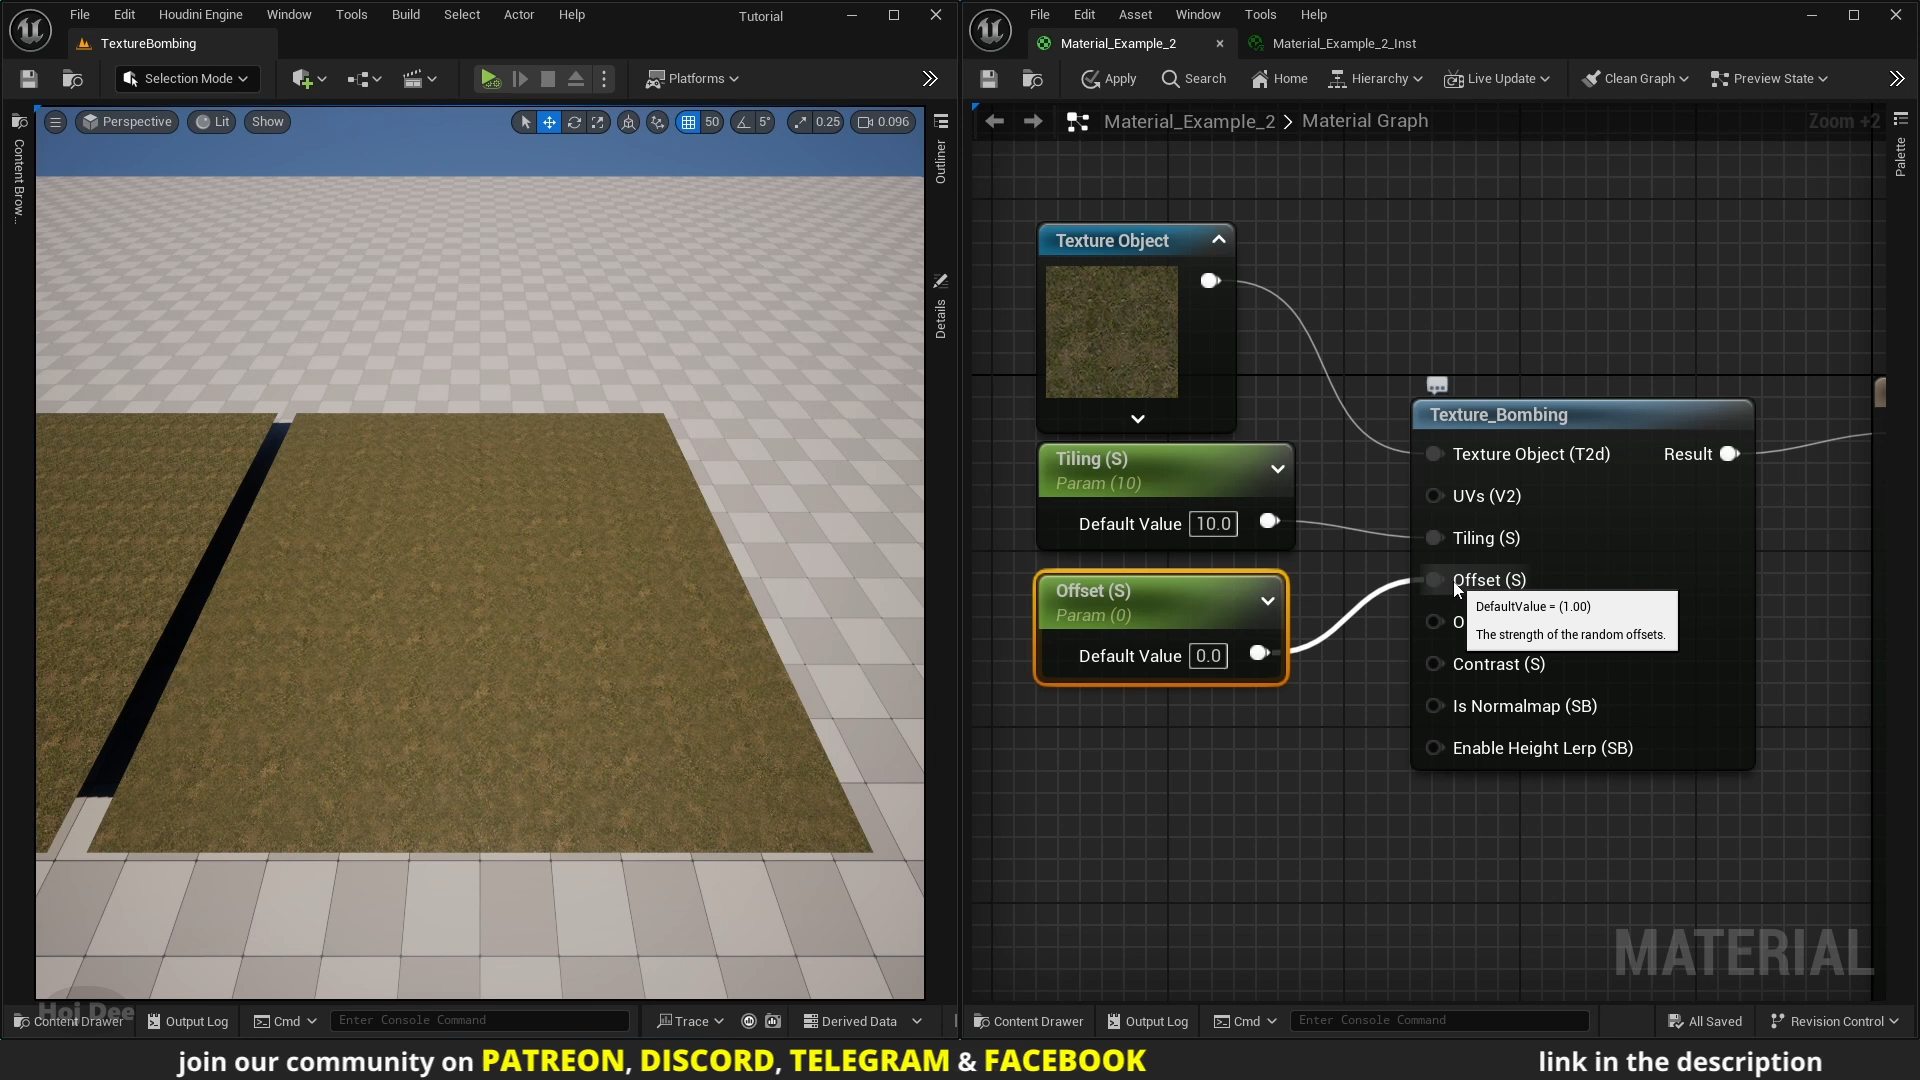 File Edit Houdini Engine Window Tools Build Select Actor Help Tutorial
TextureBombing
Selection Mode Platforms
Perspective Lit Show 50 5° 0.25 0.096
Content Brow...
Outliner
Details
Hoj Dee
Content Drawer Output Log Cmd Enter Console Command Trace Derived Data
File Edit Asset Window Tools Help
Material_Example_2 Material_Example_2_Inst
Apply Search Home Hierarchy Live Update Clean Graph Preview State
Material_Example_2 > Material Graph Zoom +2
Palette
Texture Object
Tiling (S)
Param (10)
Default Value 10.0
Offset (S)
Param (0)
Default Value 0.0
Texture_Bombing
Texture Object (T2d) Result
UVs (V2)
Tiling (S)
Offset (S)
DefaultValue = (1.00)
The strength of the random offsets.
O
Contrast (S)
Is Normalmap (SB)
Enable Height Lerp (SB)
MATERIAL
Content Drawer Output Log Cmd Enter Console Command All Saved Revision Control
join our community on PATREON, DISCORD, TELEGRAM & FACEBOOK link in the description